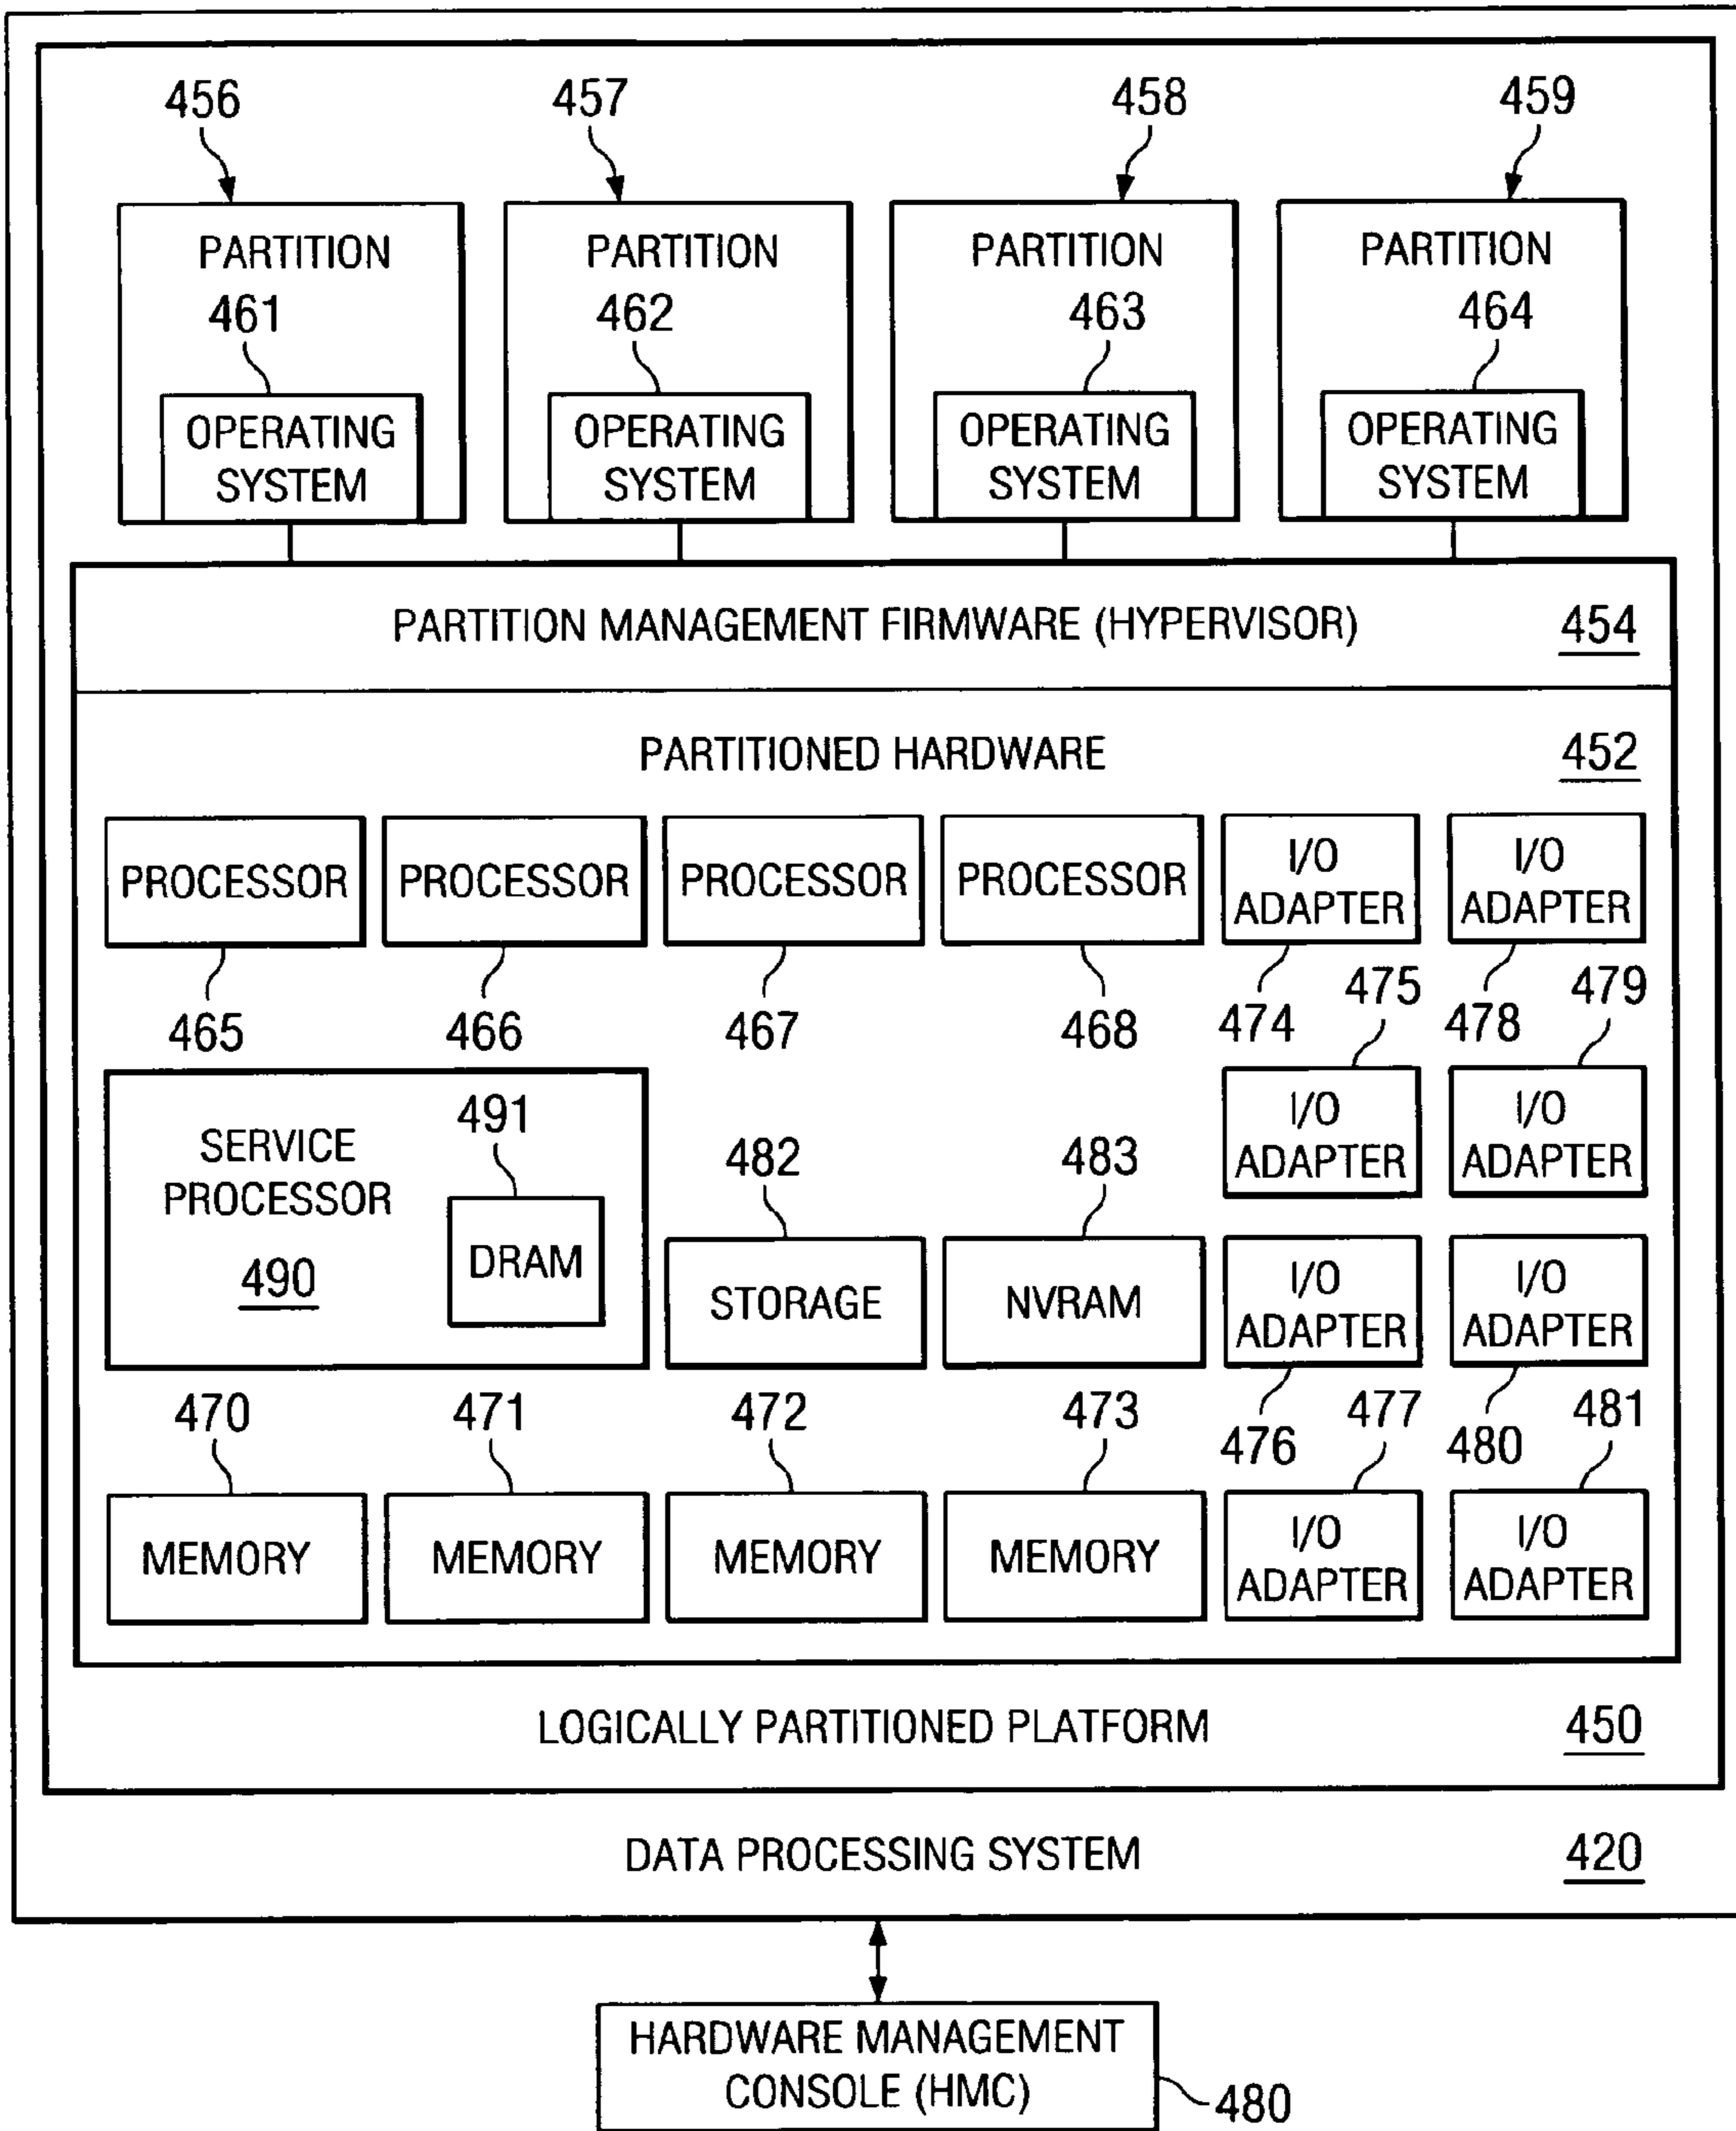 456 457 458 459
PARTITION PARTITION PARTITION PARTITION
461 462 463 464
OPERATING OPERATING OPERATING OPERATING
SYSTEM SYSTEM SYSTEM SYSTEM
PARTITION MANAGEMENT FIRMWARE (HYPERVISOR) 454
PARTITIONED HARDWARE 452
PROCESSOR PROCESSOR PROCESSOR PROCESSOR
I/O I/O
ADAPTER ADAPTER
465 466 467 468 474 475 478 479
SERVICE
PROCESSOR
490
491
DRAM
482 483
STORAGE NVRAM
I/O I/O
ADAPTER ADAPTER
I/O I/O
ADAPTER ADAPTER
470 471 472 473 476 477 480 481
MEMORY MEMORY MEMORY MEMORY
I/O I/O
ADAPTER ADAPTER
LOGICALLY PARTITIONED PLATFORM 450
DATA PROCESSING SYSTEM 420
HARDWARE MANAGEMENT
CONSOLE (HMC)
480